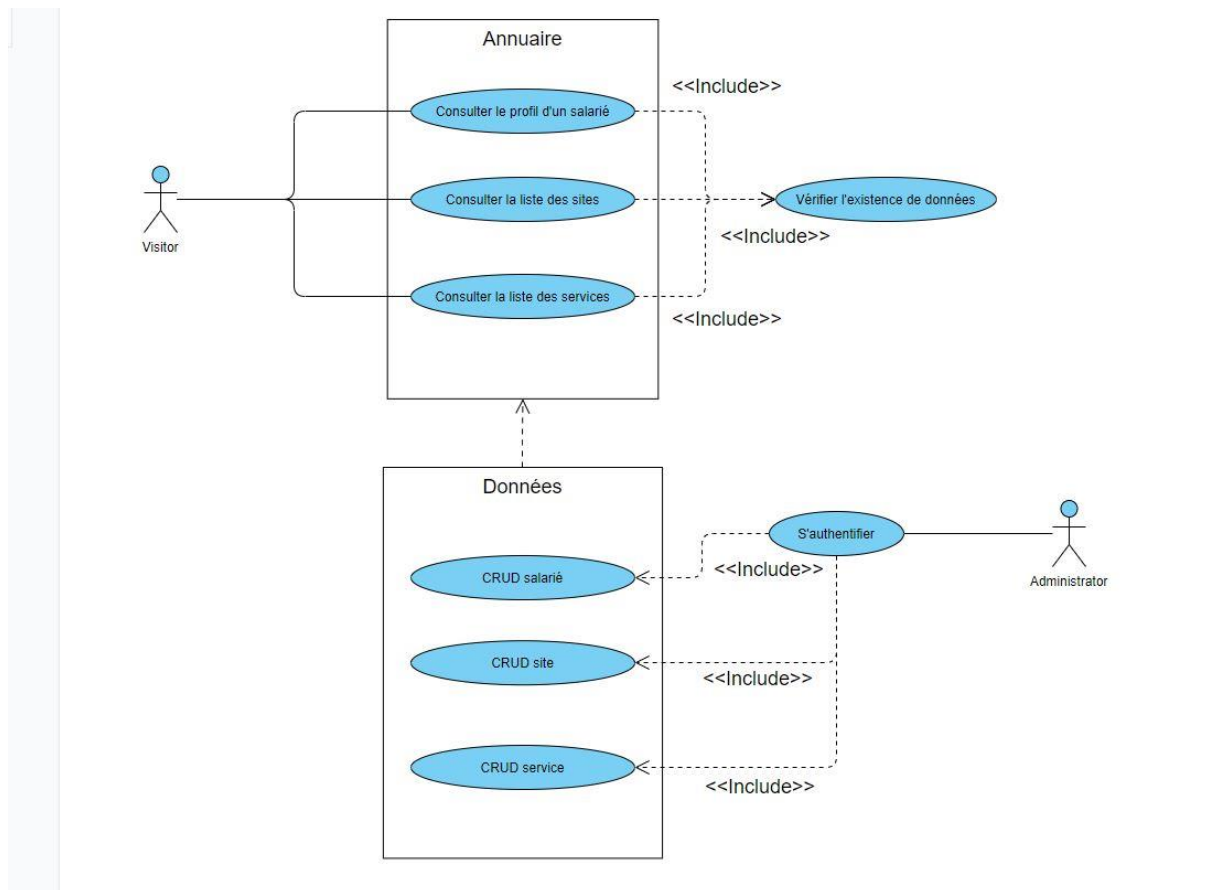 Annuaire
<<Include>>
Consulter le profil d'un salarié
Consulter la liste des sites
Vérifier l'existence de données
<<Include>>
Visitor
Consulter la liste des services
<<Include>>
Données
S'authentifier
<<Include>>
CRUD salarié
Administrator
CRUD site
<<Include>>
CRUD service
<<Include>>